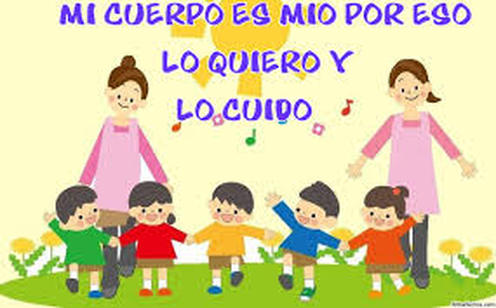 MI CUERPO ES MIO POR ESO
LO QUIERO Y
LO CUIDO